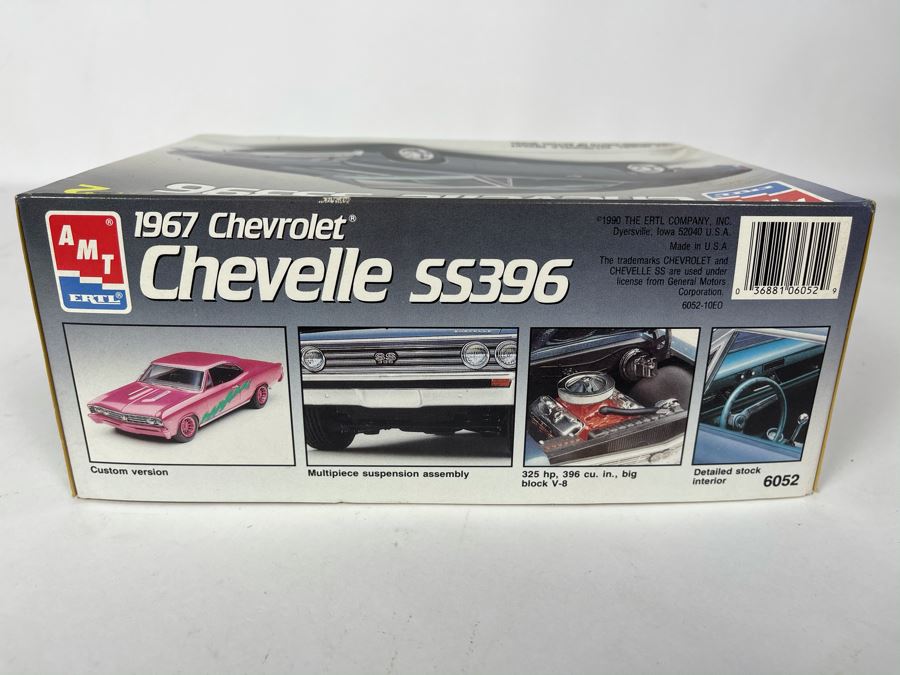 AMT®
ERTL®
1967 Chevrolet®
Chevelle SS396
©1990 THE ERTL COMPANY, INC.
Dyersville, Iowa 52040 U.S.A.
Made in U.S.A.
The trademarks CHEVROLET and
CHEVELLE SS are used under
license from General Motors
Corporation.
6052-10EO
0 36881 06052 9
SS
Custom version
Multipiece suspension assembly
325 hp, 396 cu. in., big
block V-8
Detailed stock
interior
6052